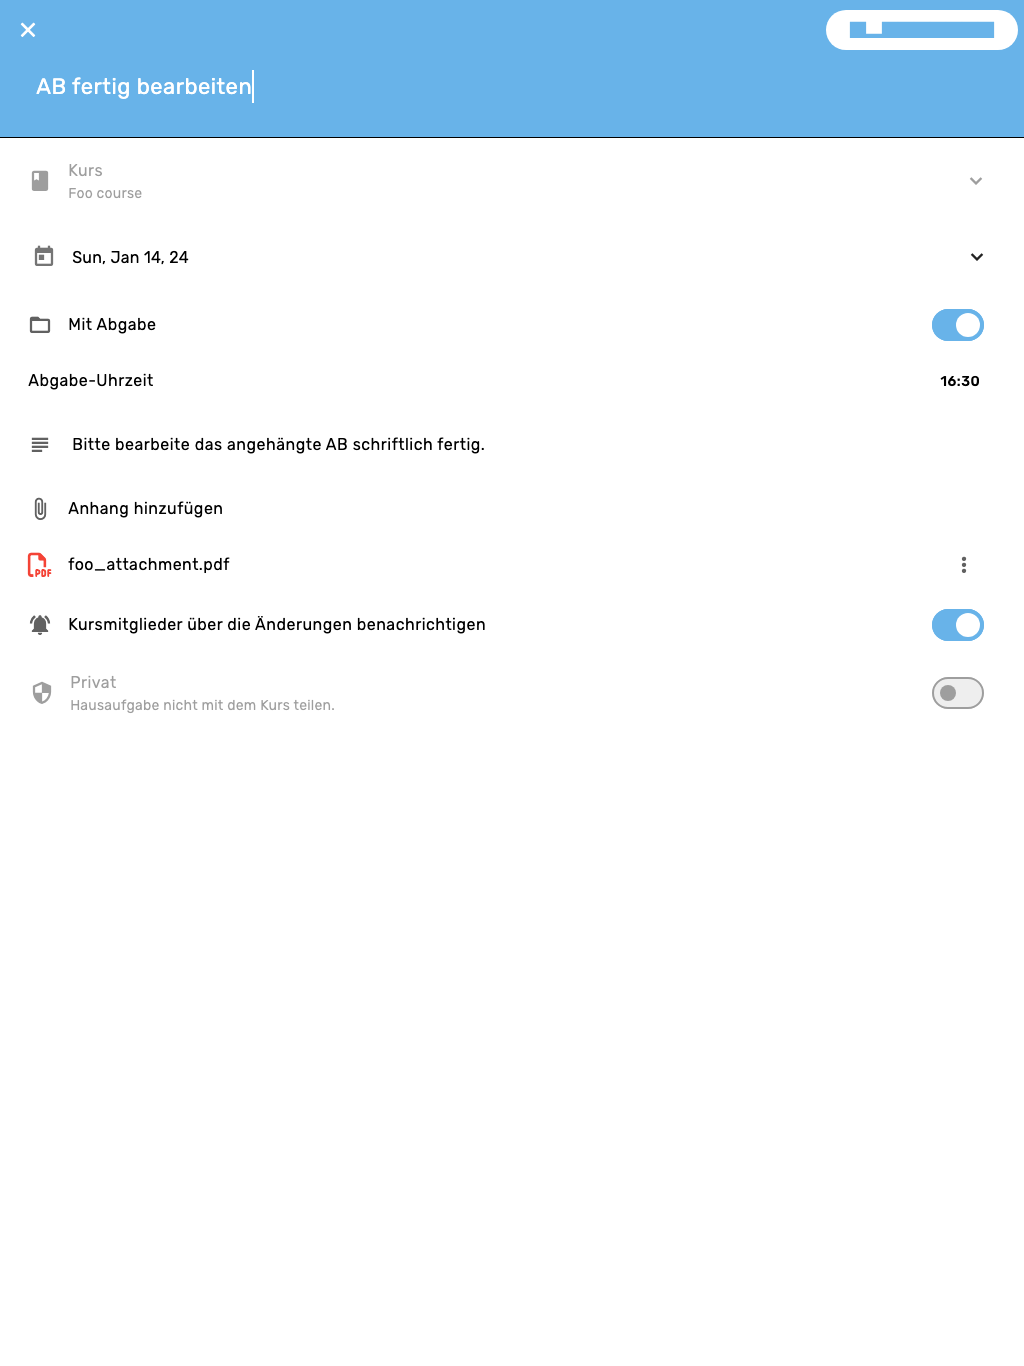 AB fertig bearbeiten
Kurs
Foo course
Sun, Jan 14, 24
Mit Abgabe
Abgabe-Uhrzeit
16:30
Bitte bearbeite das angehängte AB schriftlich fertig.
Anhang hinzufügen
PDF
foo_attachment.pdf
Kursmitglieder über die Änderungen benachrichtigen
Privat
Hausaufgabe nicht mit dem Kurs teilen.